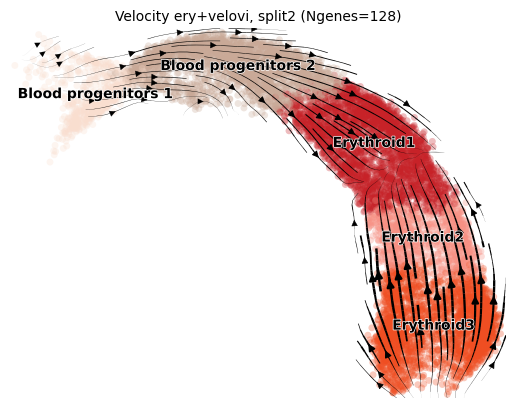 Velocity ery+velovi, split2 (Ngenes=128)
Blood progenitors 2
Blood progenitors 1
Erythroid1
Erythroid2
Erythroid3